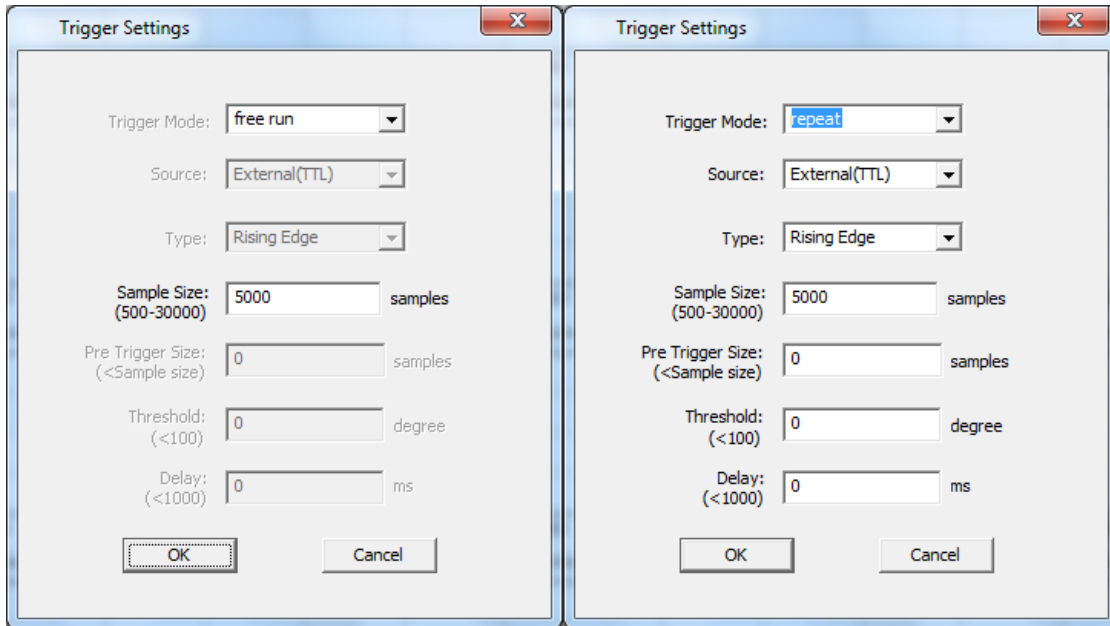 Trigger Settings
x
Trigger Mode: free run
Source: External(TTL)
Type: Rising Edge
Sample Size: 5000 samples
(500-30000)
Pre Trigger Size: 0 samples
(<Sample size)
Threshold: 0 degree
(<100)
Delay: 0 ms
(<1000)
OK Cancel
Trigger Settings
x
Trigger Mode: repeat
Source: External(TTL)
Type: Rising Edge
Sample Size: 5000 samples
(500-30000)
Pre Trigger Size: 0 samples
(<Sample size)
Threshold: 0 degree
(<100)
Delay: 0 ms
(<1000)
OK Cancel